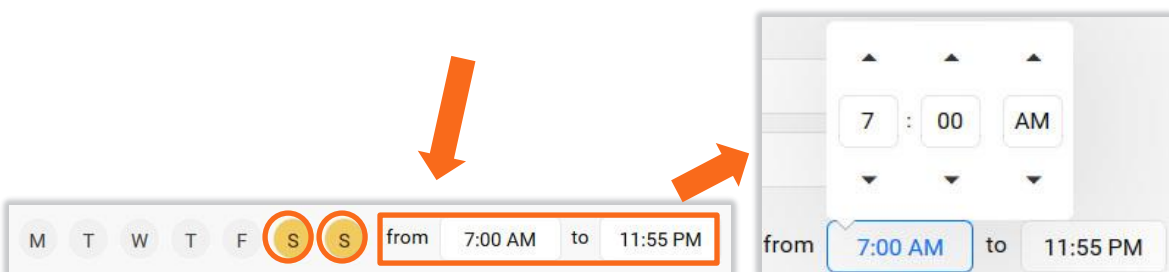 M T W T F S S from 7:00 AM to 11:55 PM
7 : 00 AM
from 7:00 AM to 11:55 PM